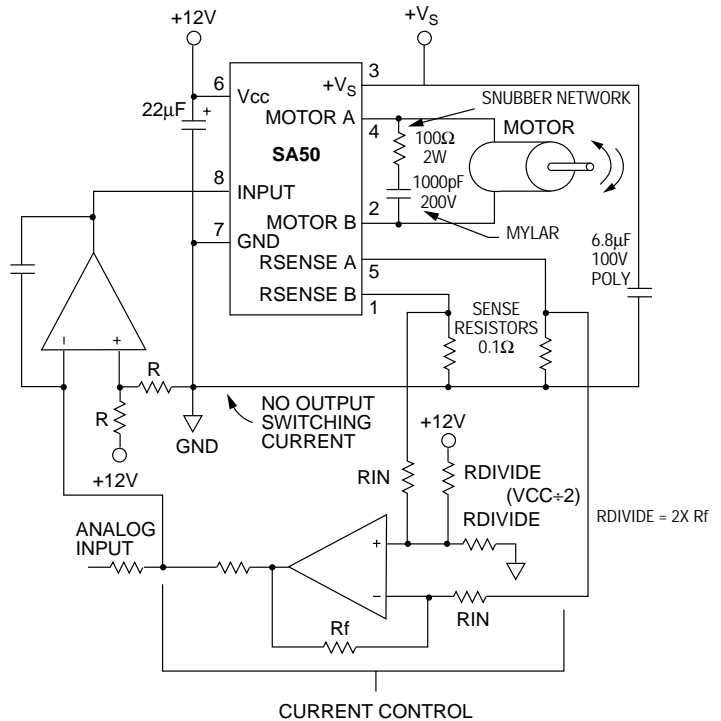 +12V
+VS
3
6
+VS
SNUBBER NETWORK
22µF
+
Vcc
MOTOR A
4
100Ω
2W
MOTOR
SA50
1000pF
200V
8
INPUT
2
MOTOR B
7
GND
MYLAR
RSENSE A
5
6.8µF
100V
POLY
RSENSE B
1
SENSE
RESISTORS
0.1Ω
–
+
R
R
+12V
GND
NO OUTPUT
SWITCHING
CURRENT
+12V
RIN
RDIVIDE
(VCC÷2)
RDIVIDE
RDIVIDE = 2X Rf
ANALOG
INPUT
+
–
RIN
Rf
CURRENT CONTROL